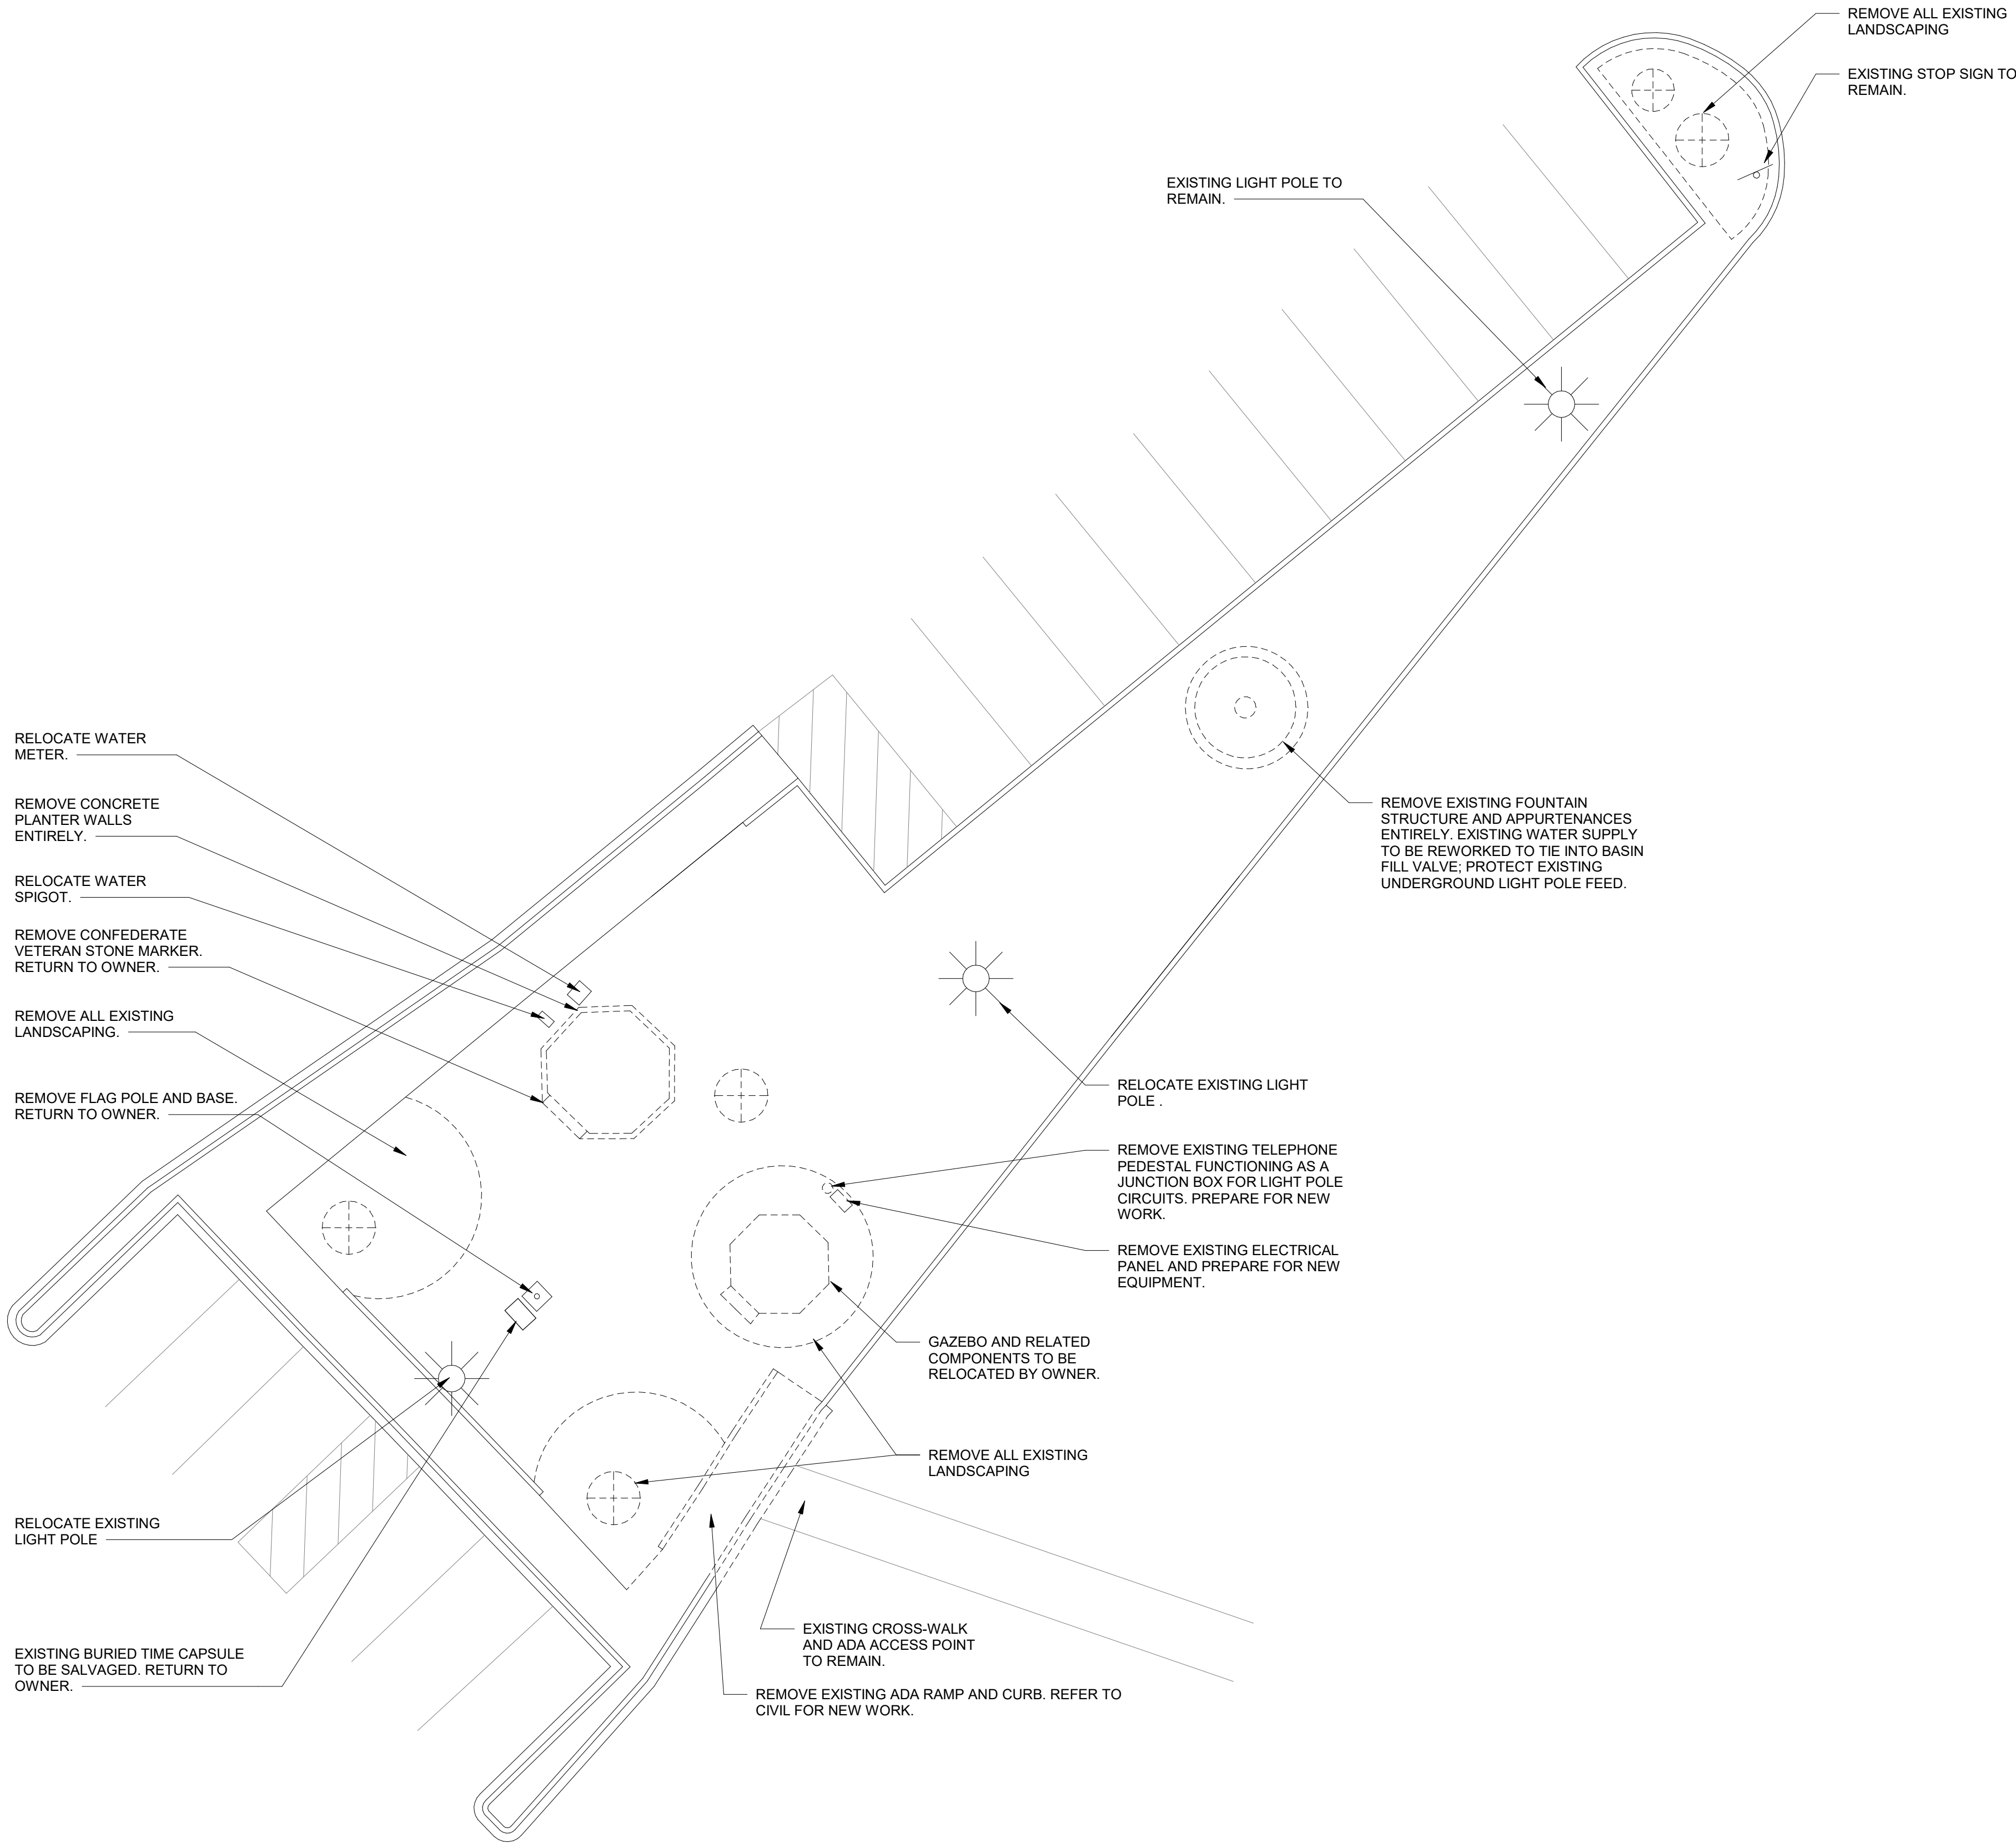 REMOVE ALL EXISTING
LANDSCAPING
EXISTING STOP SIGN TO
REMAIN.
EXISTING LIGHT POLE TO
REMAIN.
RELOCATE WATER
METER.
REMOVE CONCRETE
PLANTER WALLS
ENTIRELY.
RELOCATE WATER
SPIGOT.
REMOVE CONFEDERATE
VETERAN STONE MARKER.
RETURN TO OWNER.
REMOVE ALL EXISTING
LANDSCAPING.
REMOVE FLAG POLE AND BASE.
RETURN TO OWNER.
REMOVE EXISTING FOUNTAIN
STRUCTURE AND APPURTENANCES
ENTIRELY. EXISTING WATER SUPPLY
TO BE REWORKED TO TIE INTO BASIN
FILL VALVE; PROTECT EXISTING
UNDERGROUND LIGHT POLE FEED.
RELOCATE EXISTING LIGHT
POLE .
REMOVE EXISTING TELEPHONE
PEDESTAL FUNCTIONING AS A
JUNCTION BOX FOR LIGHT POLE
CIRCUITS. PREPARE FOR NEW
WORK.
REMOVE EXISTING ELECTRICAL
PANEL AND PREPARE FOR NEW
EQUIPMENT.
GAZEBO AND RELATED
COMPONENTS TO BE
RELOCATED BY OWNER.
REMOVE ALL EXISTING
LANDSCAPING
RELOCATE EXISTING
LIGHT POLE
EXISTING BURIED TIME CAPSULE
TO BE SALVAGED. RETURN TO
OWNER.
EXISTING CROSS-WALK
AND ADA ACCESS POINT
TO REMAIN.
REMOVE EXISTING ADA RAMP AND CURB. REFER TO
CIVIL FOR NEW WORK.